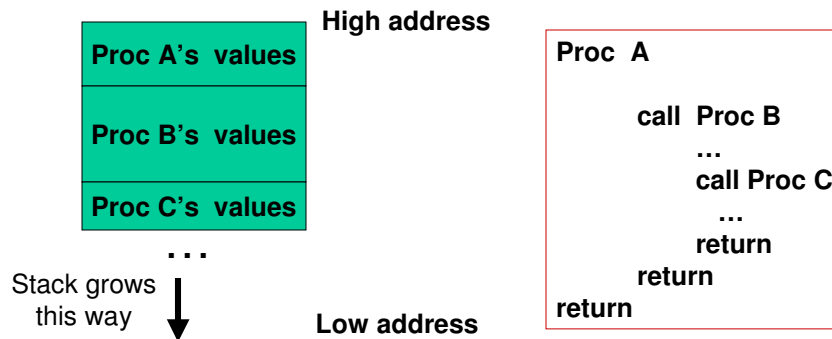 High address
Proc A's values
Proc B's values
Proc C's values
...
Stack grows
this way
Low address
Proc A
call Proc B
...
call Proc C
...
return
return
return